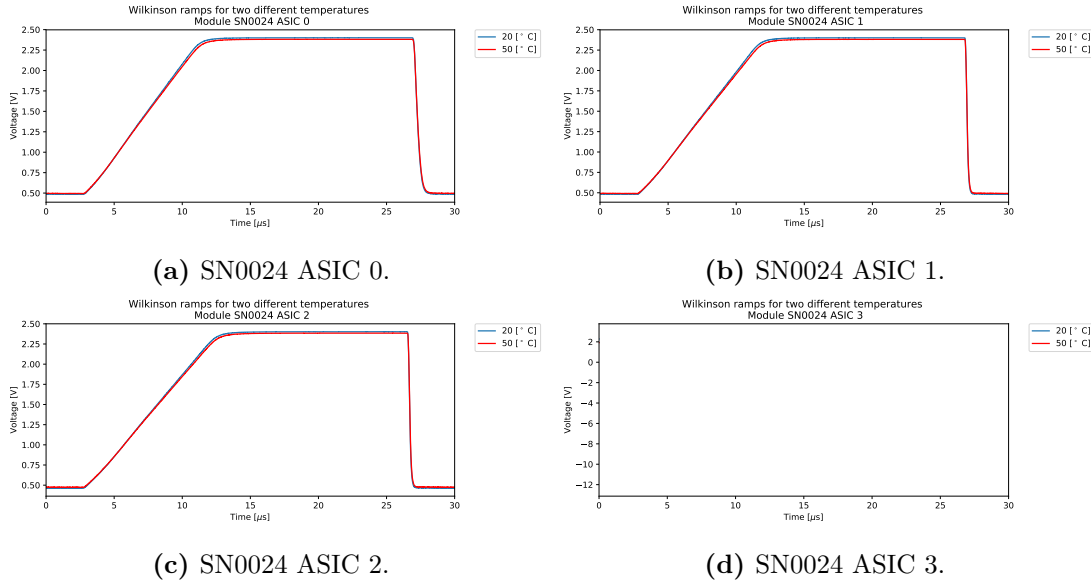 Wilkinson ramps for two different temperatures
Module SN0024 ASIC 0
2.50
2.25
2.00
1.75
1.50
1.25
1.00
0.75
0.50
Voltage [V]
0 5 10 15 20 25 30
Time [μs]
20 [° C]
50 [° C]
(a) SN0024 ASIC 0.
Wilkinson ramps for two different temperatures
Module SN0024 ASIC 1
2.50
2.25
2.00
1.75
1.50
1.25
1.00
0.75
0.50
Voltage [V]
0 5 10 15 20 25 30
Time [μs]
20 [° C]
50 [° C]
(b) SN0024 ASIC 1.
Wilkinson ramps for two different temperatures
Module SN0024 ASIC 2
2.50
2.25
2.00
1.75
1.50
1.25
1.00
0.75
0.50
Voltage [V]
0 5 10 15 20 25 30
Time [μs]
20 [° C]
50 [° C]
(c) SN0024 ASIC 2.
Wilkinson ramps for two different temperatures
Module SN0024 ASIC 3
2
0
−2
−4
−6
−8
−10
−12
Voltage [V]
0 5 10 15 20 25 30
Time [μs]
20 [° C]
50 [° C]
(d) SN0024 ASIC 3.